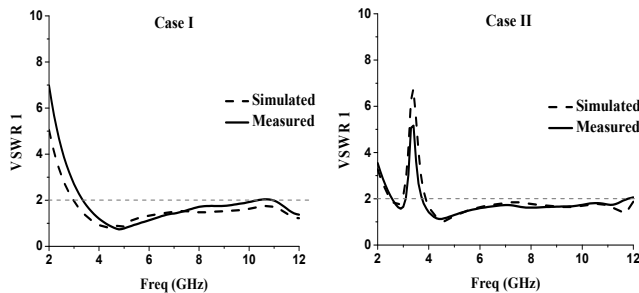 Case I
VSWR 1
10
8
6
4
2
0
Simulated
Measured
2 4 6 8 10 12
Freq (GHz)
Case II
VSWR 1
10
8
6
4
2
0
Simulated
Measured
2 4 6 8 10 12
Freq (GHz)